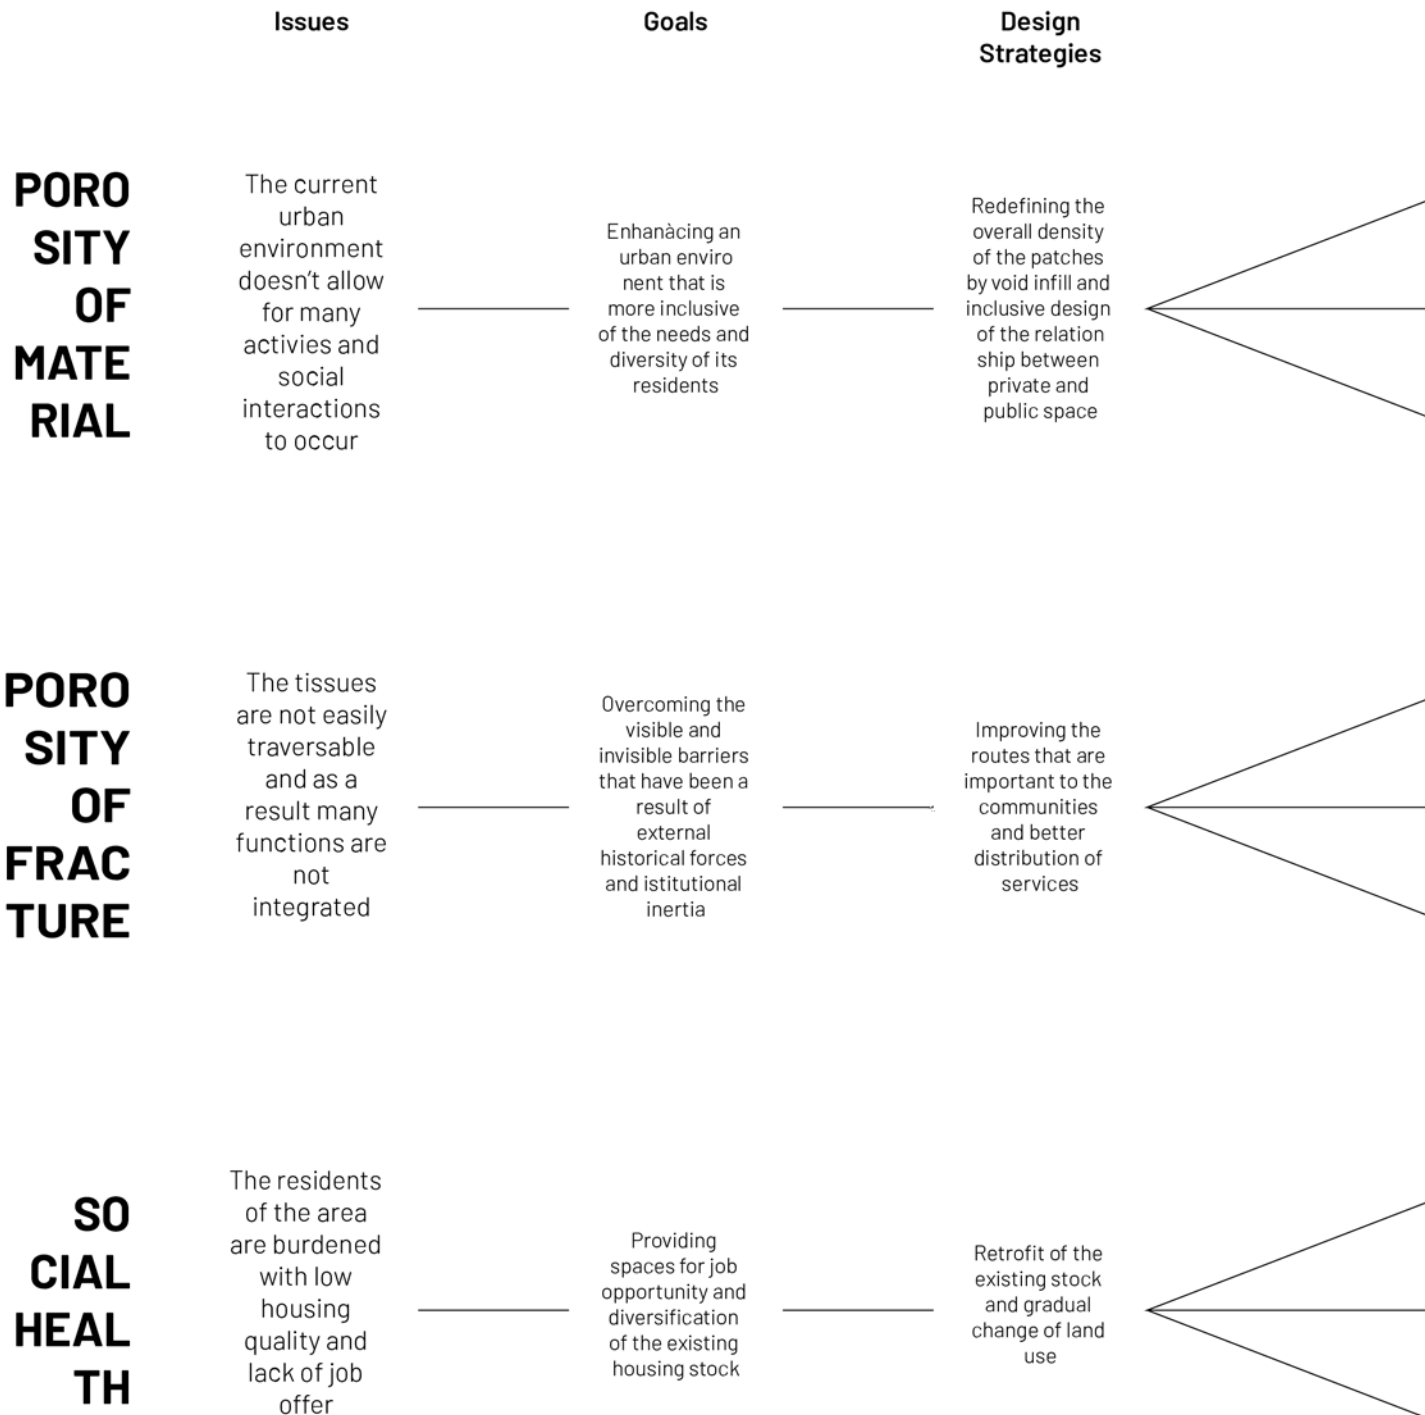 Issues
Goals
Design
Strategies
PORO
SITY
OF
MATE
RIAL
The current
urban
environment
doesn't allow
for many
activies and
social
interactions
to occur
Enhanàcing an
urban enviro
nent that is
more inclusive
of the needs and
diversity of its
residents
Redefining the
overall density
of the patches
by void infill and
inclusive design
of the relation
ship between
private and
public space
PORO
SITY
OF
FRAC
TURE
The tissues
are not easily
traversable
and as a
result many
functions are
not
integrated
Overcoming the
visible and
invisible barriers
that have been a
result of
external
historical forces
and istitutional
inertia
Improving the
routes that are
important to the
communities
and better
distribution of
services
SO
CIAL
HEAL
TH
The residents
of the area
are burdened
with low
housing
quality and
lack of job
offer
Providing
spaces for job
opportunity and
diversification
of the existing
housing stock
Retrofit of the
existing stock
and gradual
change of land
use